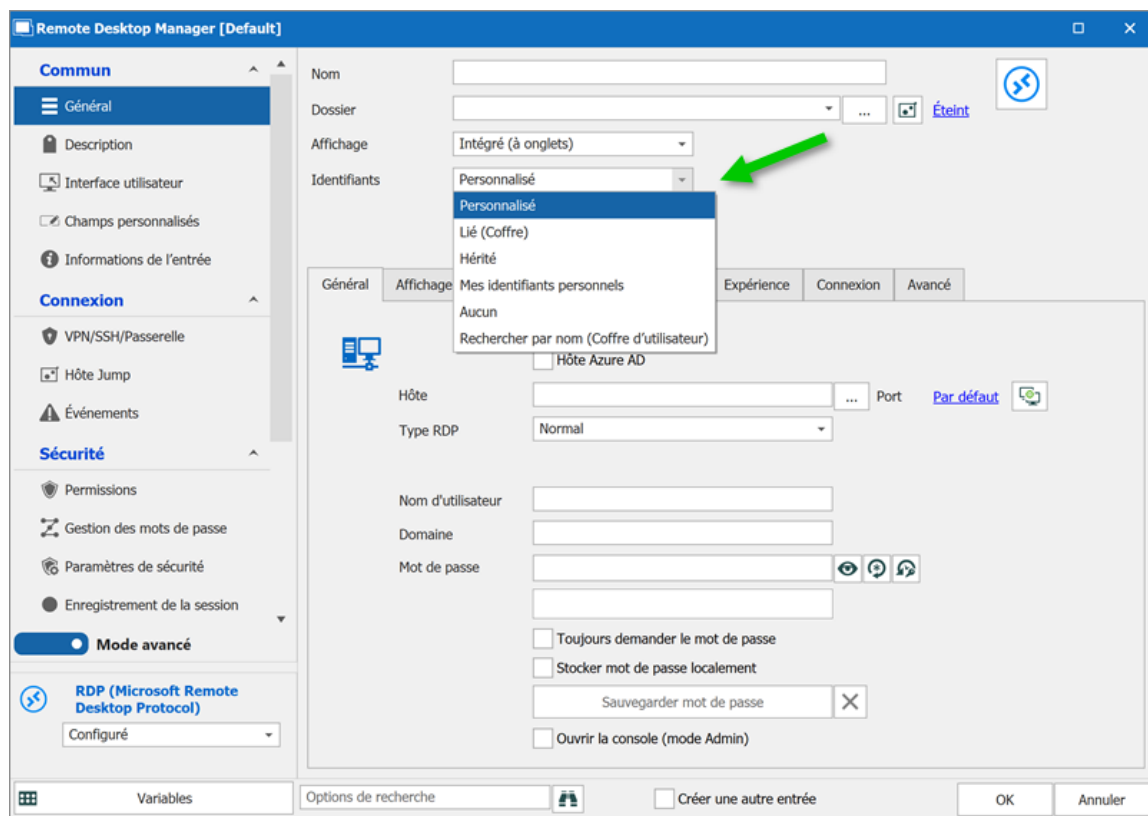 Remote Desktop Manager [Default]
Commun
Général
Description
Interface utilisateur
Champs personnalisés
Informations de l'entrée
Connexion
VPN/SSH/Passerelle
Hôte Jump
Événements
Sécurité
Permissions
Gestion des mots de passe
Paramètres de sécurité
Enregistrement de la session
Mode avancé
RDP (Microsoft Remote
Desktop Protocol)
Configuré
Variables
Nom
Dossier
...
Éteint
Affichage
Intégré (à onglets)
Identifiants
Personnalisé
Personnalisé
Lié (Coffre)
Hérité
Mes identifiants personnels
Aucun
Rechercher par nom (Coffre d'utilisateur)
Général
Affichage
Expérience
Connexion
Avancé
Hôte Azure AD
Hôte
...
Port
Par défaut
Type RDP
Normal
Nom d'utilisateur
Domaine
Mot de passe
Toujours demander le mot de passe
Stocker mot de passe localement
Sauvegarder mot de passe
Ouvrir la console (mode Admin)
Options de recherche
Créer une autre entrée
OK
Annuler